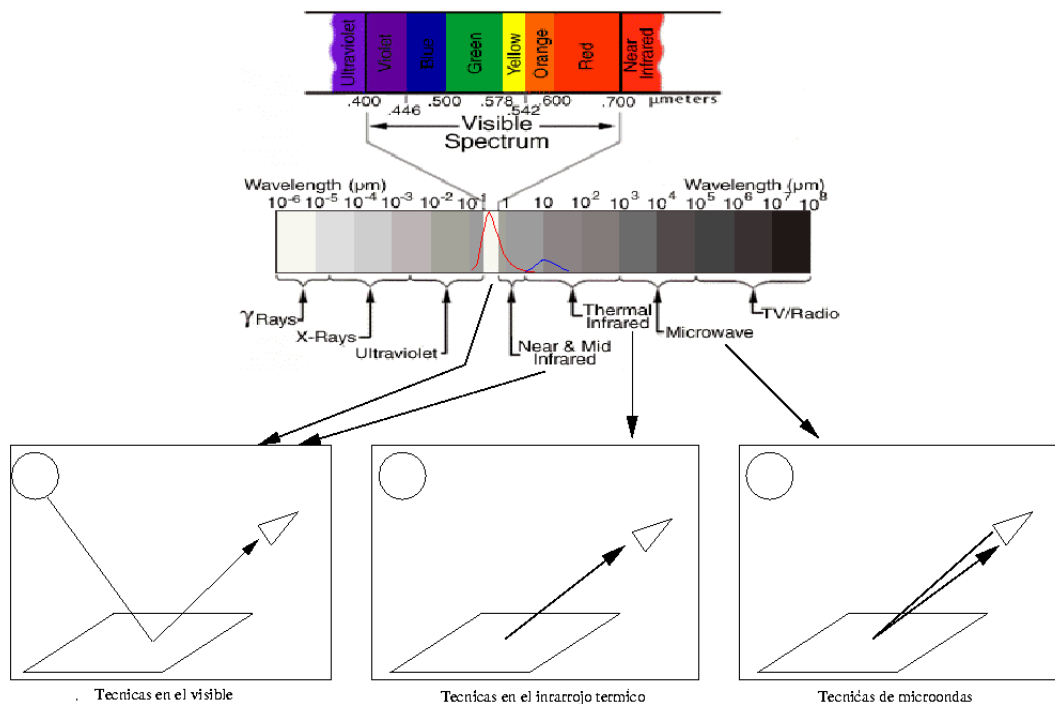 Ultraviolet Violet Blue Green Yellow Orange Red Near Infrared
.400 .446 .500 .578 .542 .600 .700 µmeters
Visible
Spectrum
Wavelength (µm) Wavelength (µm)
10-6 10-5 10-4 10-3 10-2 10-1 1 10 102 103 104 105 106 107 108
γ Rays
X-Rays
Ultraviolet
Near & Mid
Infrared
Thermal
Infrared
Microwave
TV/Radio
. Tecnicas en el visible
Tecnicas en el infrarrojo termico
Tecnicas de microondas